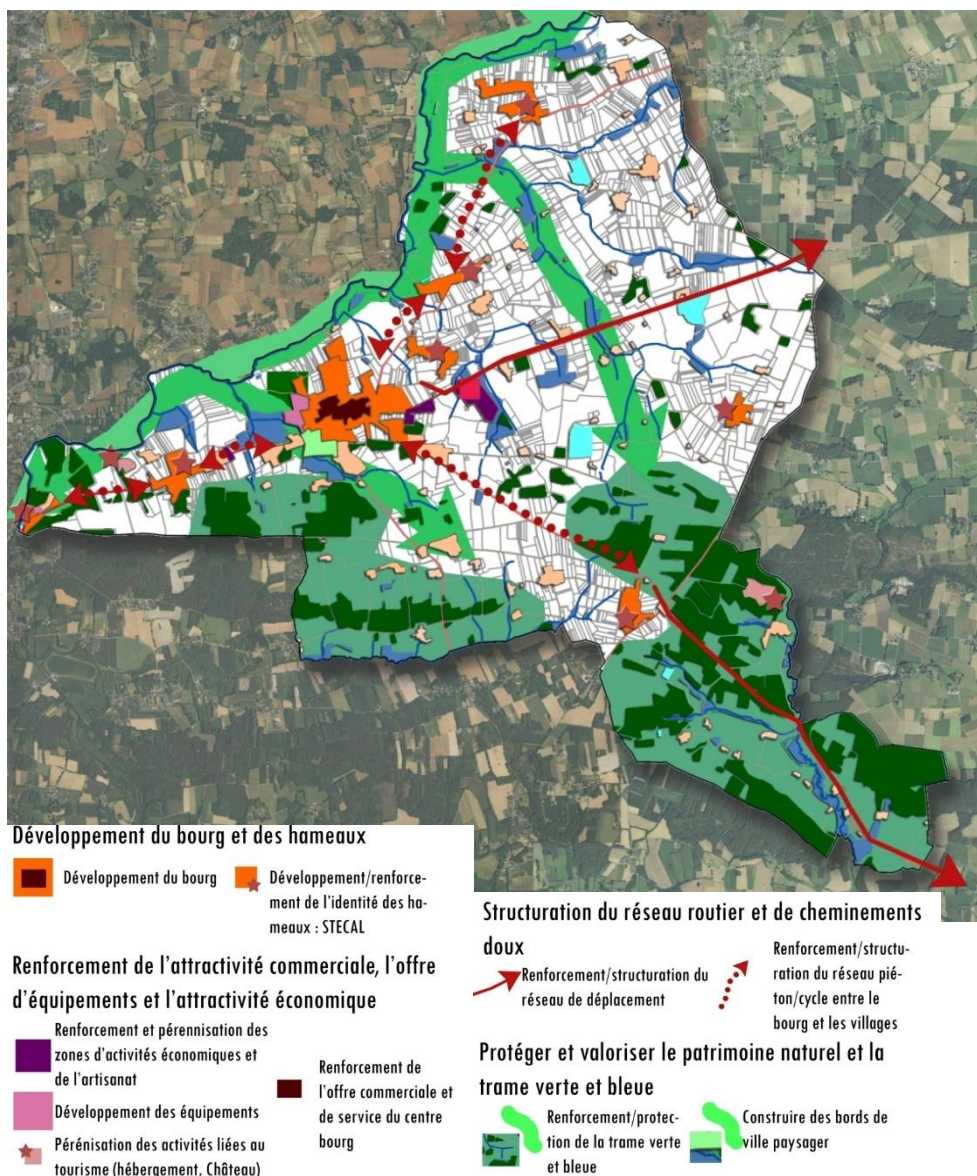 Développement du bourg et des hameaux
Développement du bourg
Développement/renforce-
ment de l'identité des ha-
meaux : STECAL
Renforcement de l'attractivité commerciale, l'offre
d'équipements et l'attractivité économique
Renforcement et pérennisation des
zones d'activités économiques et
de l'artisanat
Développement des équipements
Pérénisation des activités liées au
tourisme (hébergement, Château)
Renforcement de
l'offre commerciale et
de service du centre
bourg
Structuration du réseau routier et de cheminements
doux
Renforcement/structuration du
réseau de déplacement
Renforcement/structu-
ration du réseau pié-
ton/cycle entre le
bourg et les villages
Protéger et valoriser le patrimoine naturel et la
trame verte et bleue
Renforcement/protec-
tion de la trame verte
et bleue
Construire des bords de
ville paysager